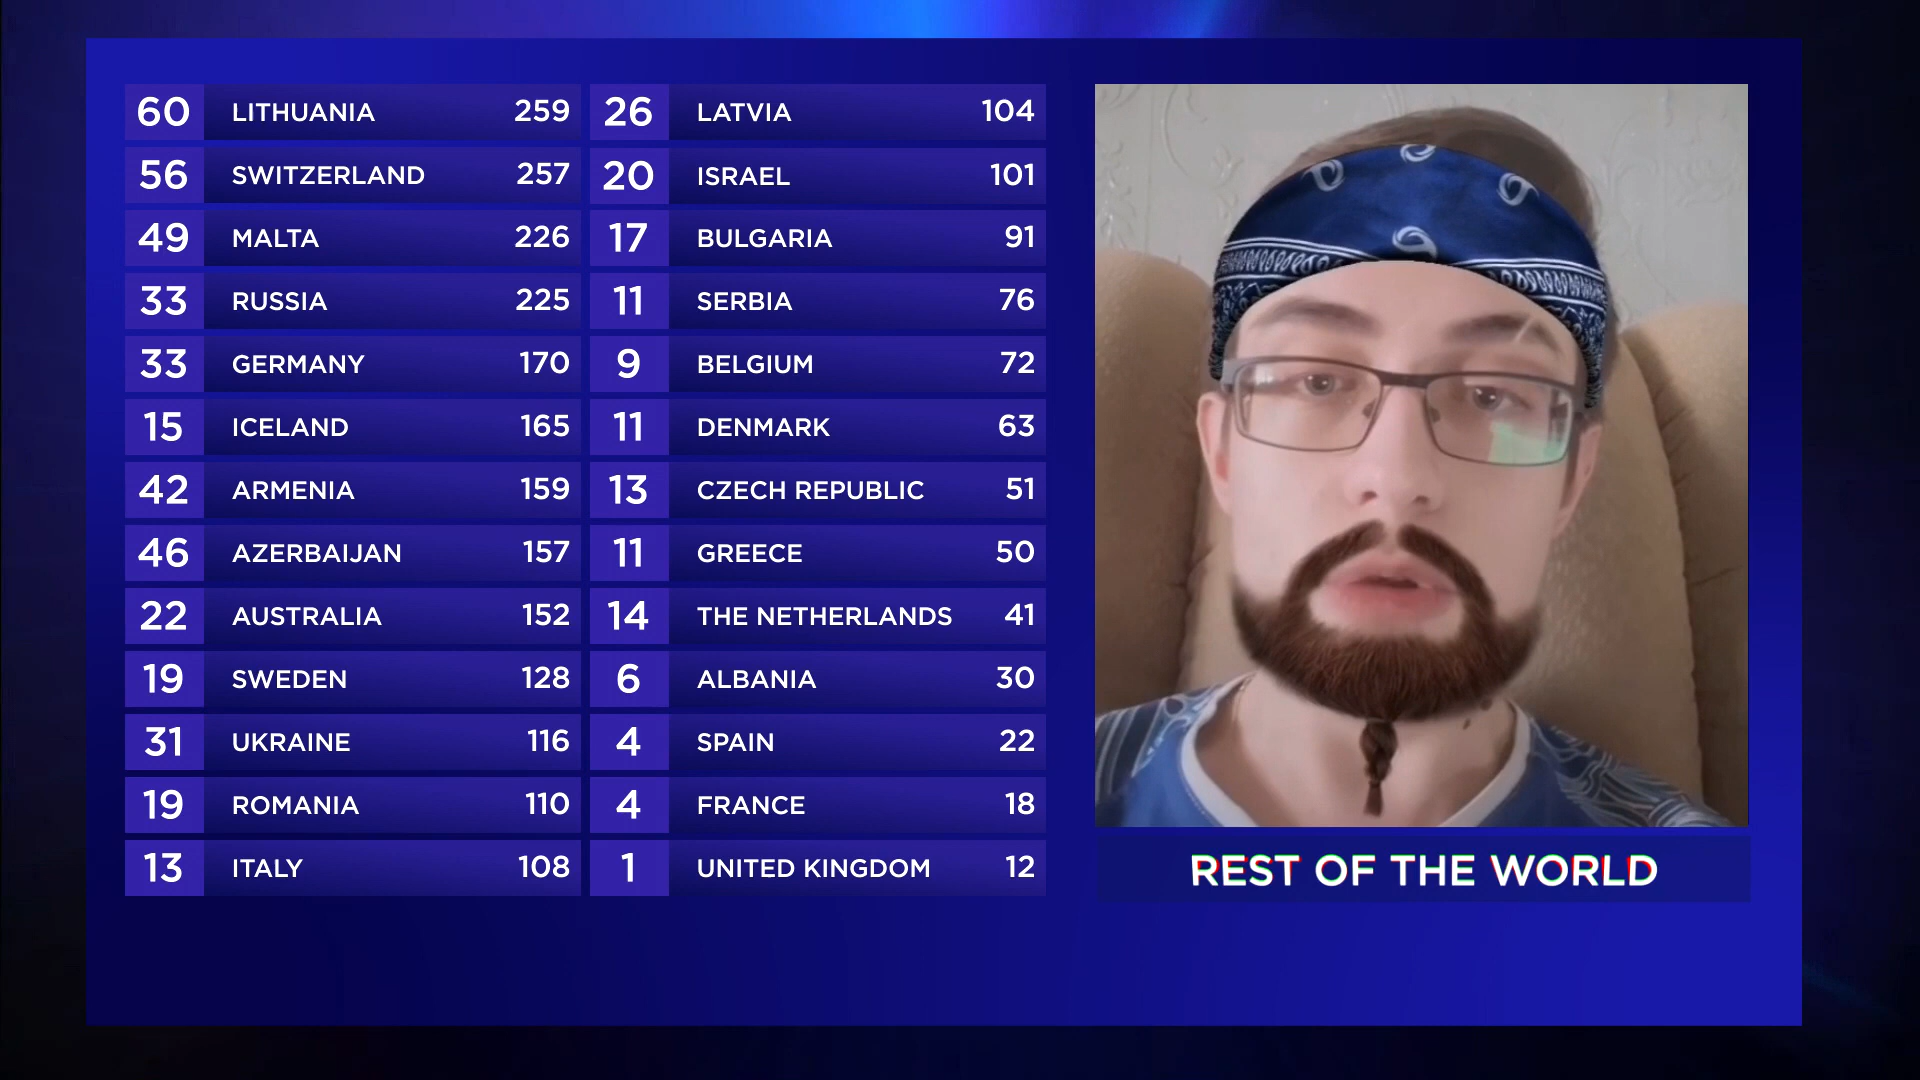 60 LITHUANIA 259
56 SWITZERLAND 257
49 MALTA 226
33 RUSSIA 225
33 GERMANY 170
15 ICELAND 165
42 ARMENIA 159
46 AZERBAIJAN 157
22 AUSTRALIA 152
19 SWEDEN 128
31 UKRAINE 116
19 ROMANIA 110
13 ITALY 108
26 LATVIA 104
20 ISRAEL 101
17 BULGARIA 91
11 SERBIA 76
9 BELGIUM 72
11 DENMARK 63
13 CZECH REPUBLIC 51
11 GREECE 50
14 THE NETHERLANDS 41
6 ALBANIA 30
4 SPAIN 22
4 FRANCE 18
1 UNITED KINGDOM 12
REST OF THE WORLD